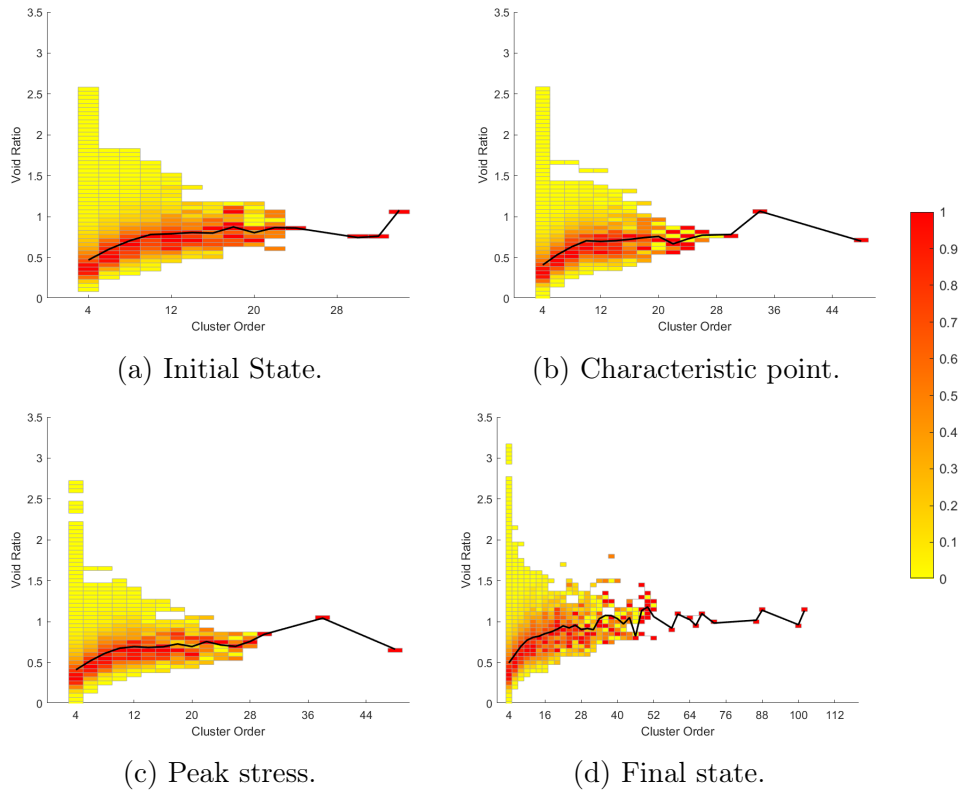 3.5
3
2.5
2
1.5
1
0.5
0
Void Ratio
4 12 20 28
Cluster Order
(a) Initial State.
3.5
3
2.5
2
1.5
1
0.5
0
Void Ratio
4 12 20 28 36 44
Cluster Order
(b) Characteristic point.
3.5
3
2.5
2
1.5
1
0.5
0
Void Ratio
4 12 20 28 36 44
Cluster Order
(c) Peak stress.
3.5
3
2.5
2
1.5
1
0.5
0
Void Ratio
4 16 28 40 52 64 76 88 100 112
Cluster Order
(d) Final state.
1
0.9
0.8
0.7
0.6
0.5
0.4
0.3
0.2
0.1
0